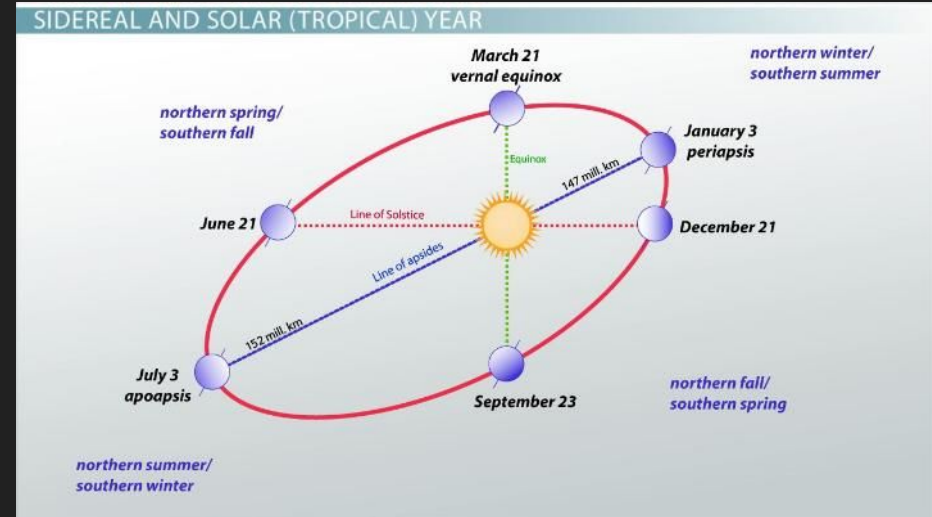 SIDEREAL AND SOLAR (TROPICAL) YEAR
March 21
vernal equinox
northern winter/
southern summer
northern spring/
southern fall
January 3
periapsis
Equinox
147 mill. km
June 21
Line of Solstice
December 21
Line of apsides
152 mill. km
July 3
apoapsis
September 23
northern fall/
southern spring
northern summer/
southern winter